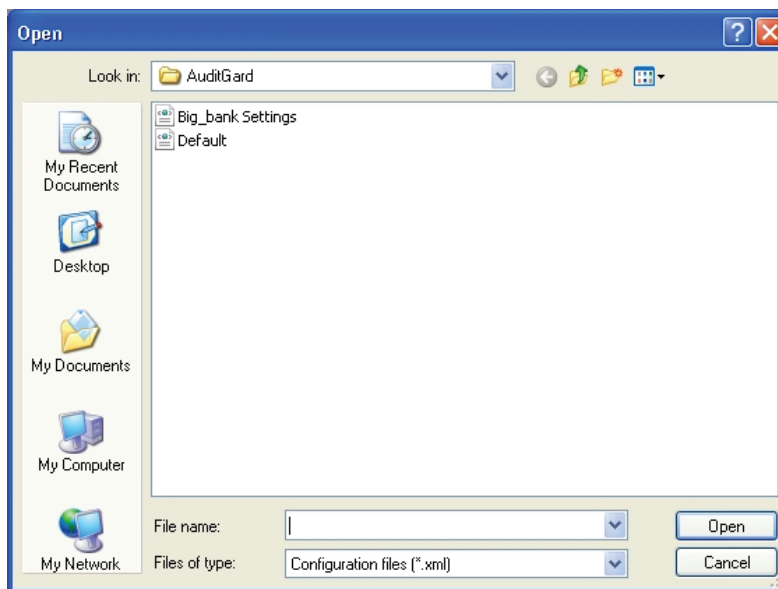 Open
Look in: AuditGard
My Recent
Documents
Desktop
My Documents
My Computer
My Network
Big_bank Settings
Default
File name:
Open
Files of type: Configuration files (*.xml)
Cancel